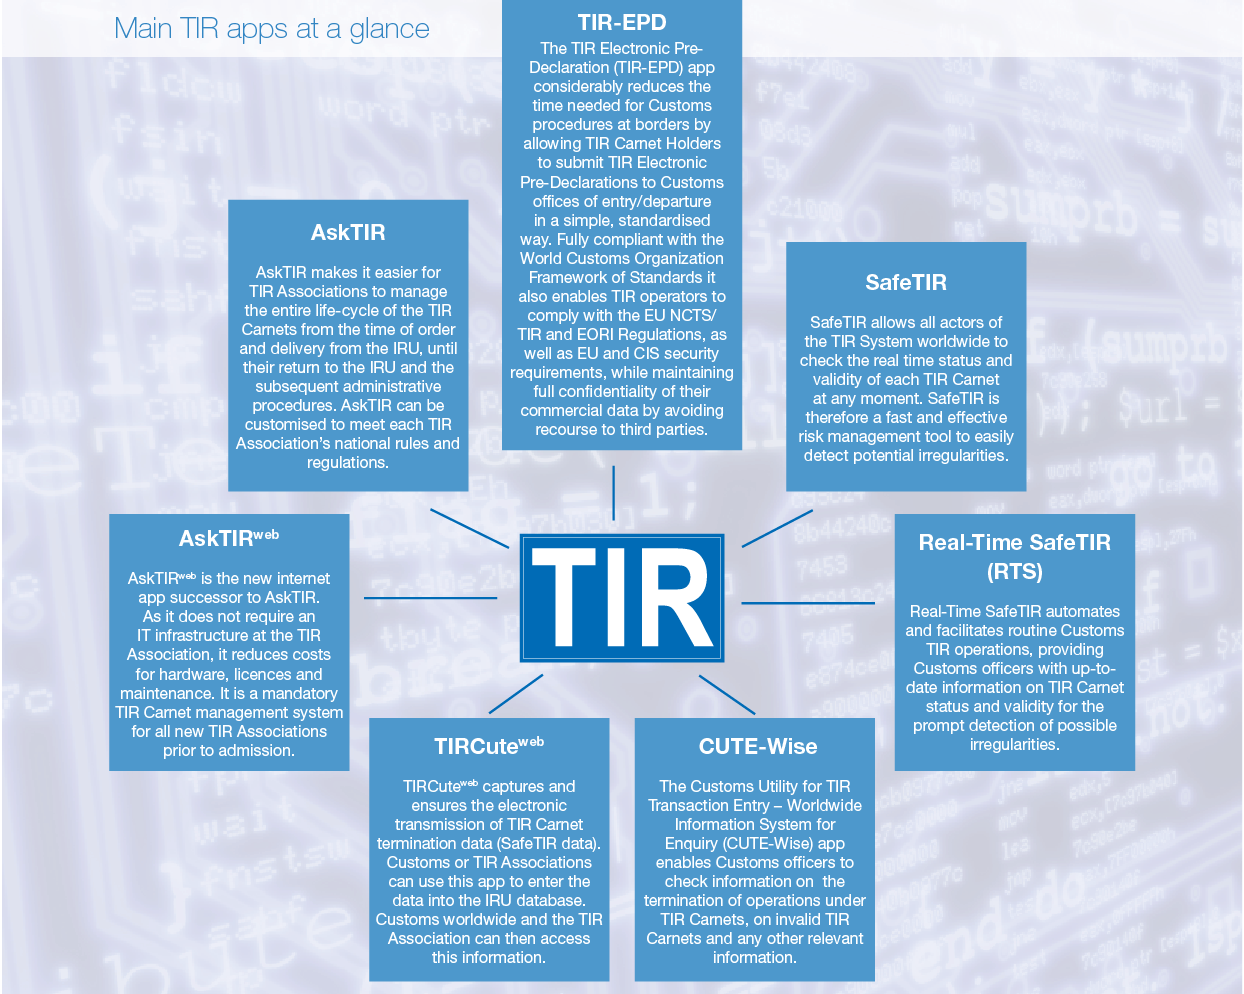 Main TIR apps at a glance
TIR-EPD
The TIR Electronic Pre-
Declaration (TIR-EPD) app
considerably reduces the
time needed for Customs
procedures at borders by
allowing TIR Carnet Holders
to submit TIR Electronic
Pre-Declarations to Customs
offices of entry/departure
in a simple, standardised
way. Fully compliant with the
World Customs Organization
Framework of Standards it
also enables TIR operators to
comply with the EU NCTS/
TIR and EORI Regulations, as
well as EU and CIS security
requirements, while maintaining
full confidentiality of their
commercial data by avoiding
recourse to third parties.
AskTIR
AskTIR makes it easier for
TIR Associations to manage
the entire life-cycle of the TIR
Carnets from the time of order
and delivery from the IRU, until
their return to the IRU and the
subsequent administrative
procedures. AskTIR can be
customised to meet each TIR
Association's national rules and
regulations.
SafeTIR
SafeTIR allows all actors of
the TIR System worldwide to
check the real time status and
validity of each TIR Carnet
at any moment. SafeTIR is
therefore a fast and effective
risk management tool to easily
detect potential irregularities.
AskTIRweb
AskTIRweb is the new internet
app successor to AskTIR.
As it does not require an
IT infrastructure at the TIR
Association, it reduces costs
for hardware, licences and
maintenance. It is a mandatory
TIR Carnet management system
for all new TIR Associations
prior to admission.
TIR
Real-Time SafeTIR
(RTS)
Real-Time SafeTIR automates
and facilitates routine Customs
TIR operations, providing
Customs officers with up-to-
date information on TIR Carnet
status and validity for the
prompt detection of possible
irregularities.
TIRCuteweb
TIRCuteweb captures and
ensures the electronic
transmission of TIR Carnet
termination data (SafeTIR data).
Customs or TIR Associations
can use this app to enter the
data into the IRU database.
Customs worldwide and the TIR
Association can then access
this information.
CUTE-Wise
The Customs Utility for TIR
Transaction Entry – Worldwide
Information System for
Enquiry (CUTE-Wise) app
enables Customs officers to
check information on the
termination of operations under
TIR Carnets, on invalid TIR
Carnets and any other relevant
information.